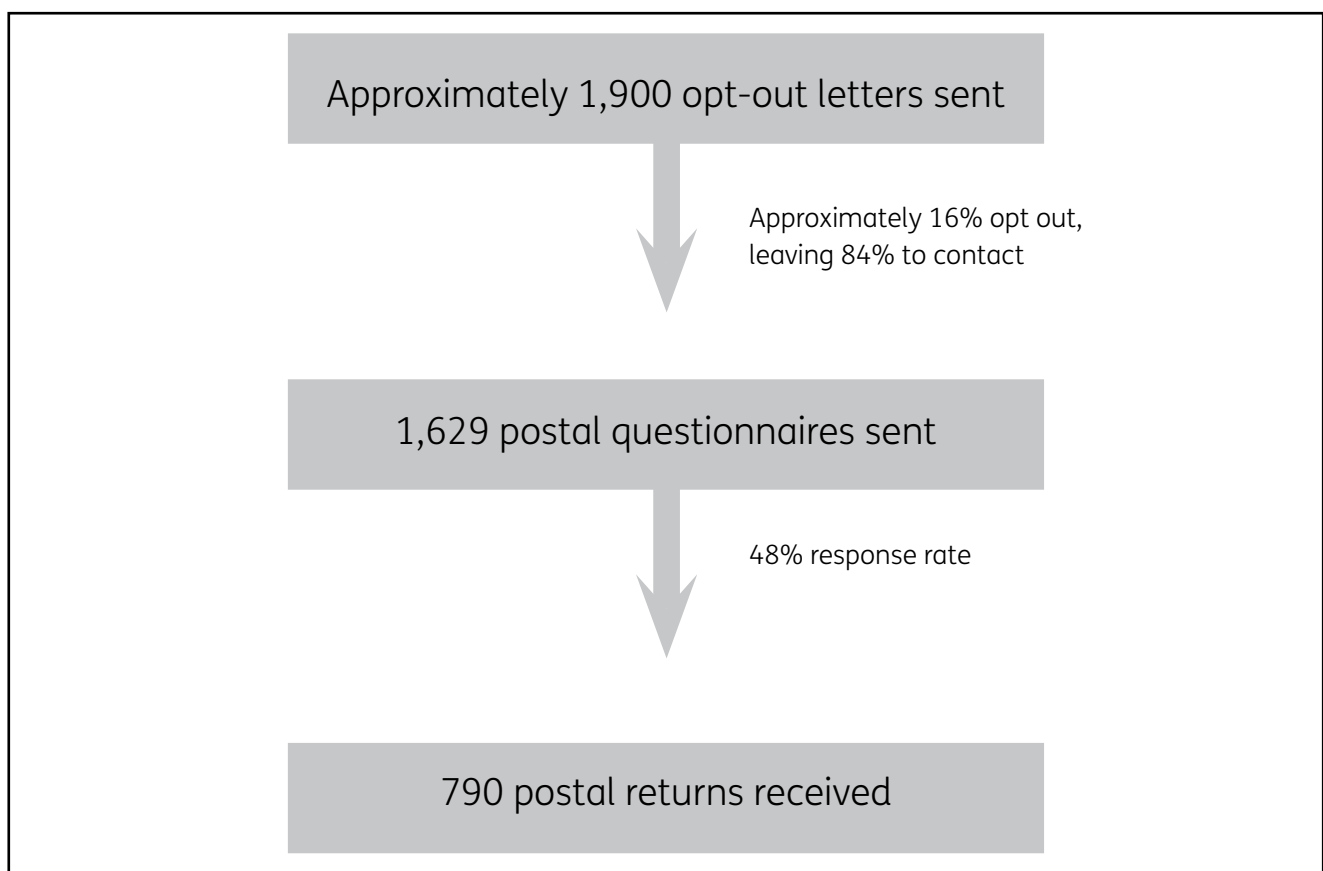 Approximately 1,900 opt-out letters sent
Approximately 16% opt out,
leaving 84% to contact
1,629 postal questionnaires sent
48% response rate
790 postal returns received